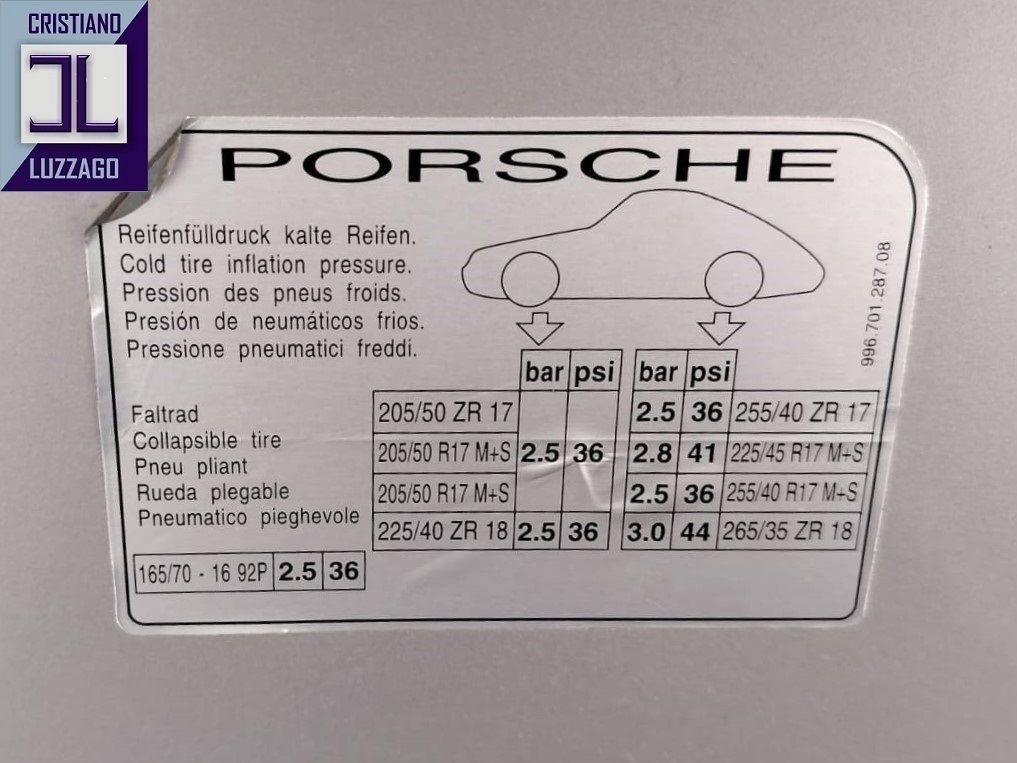 CRISTIANO
CL
LUZZAGO
PORSCHE
Reifenfülldruck kalte Reifen.
Cold tire inflation pressure.
Pression des pneus froids.
Presión de neumáticos frios.
Pressione pneumatici freddi.
996.701.287.08
bar psi bar psi
205/50 ZR 17 2.5 36 255/40 ZR 17
205/50 R17 M+S 2.5 36 2.8 41 225/45 R17 M+S
205/50 R17 M+S 2.5 36 255/40 R17 M+S
225/40 ZR 18 2.5 36 3.0 44 265/35 ZR 18
Faltrad
Collapsible tire
Pneu pliant
Rueda plegable
Pneumatico pieghevole
165/70 - 16 92P 2.5 36